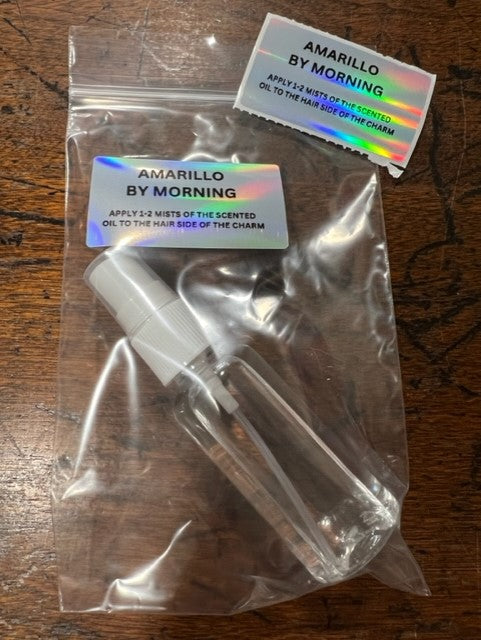 AMARILLO
BY MORNING
APPLY 1-2 MISTS OF THE SCENTED
OIL TO THE HAIR SIDE OF THE CHARM
AMARILLO
BY MORNING
APPLY 1-2 MISTS OF THE SCENTED
OIL TO THE HAIR SIDE OF THE CHARM